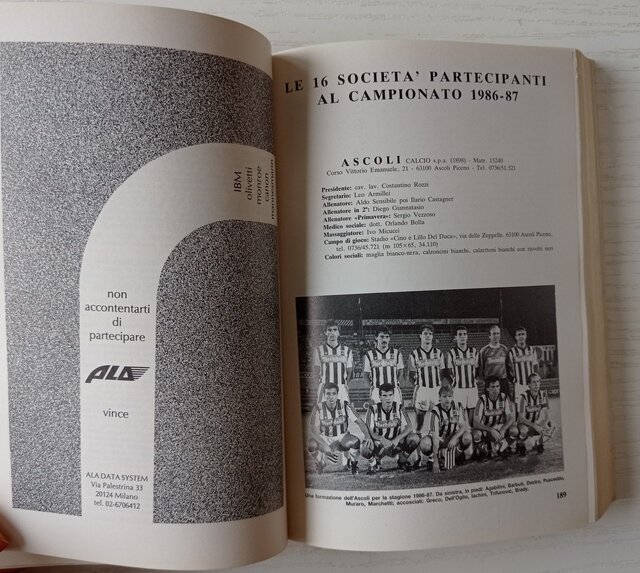 IBM
olivetti
monroe
canon
non
accontentarti
di
partecipare
ALA
vince
ALA DATA SYSTEM
Via Palestrina 33
20124 Milano
tel. 02-6706412
LE 16 SOCIETA' PARTECIPANTI
AL CAMPIONATO 1986-87
ASCOLI CALCIO s.p.a. (1898) - Matr. 15240
Corso Vittorio Emanuele, 21 - 63100 Ascoli Piceno - Tel. 0736/51.521
Presidente: cav. lav. Costantino Rozzi
Segretario: Leo Armillei
Allenatore: Aldo Sensibile poi Ilario Castagner
Allenatore in 2ª: Diego Giannatasio
Allenatore «Primavera»: Sergio Vezzoso
Medico sociale: dott. Orlando Bolla
Massaggiatore: Ivo Micucci
Campo di gioco: Stadio «Cino e Lillo Del Duca», via delle Zeppelle, 63100 Ascoli Piceno,
tel. 0736/45.721 (m 105×65, 34.110)
Colori sociali: maglia bianco-nera, calzoncini bianchi, calzettoni bianchi con risvolti neri
Una formazione dell'Ascoli per la stagione 1986-87. Da sinistra, in piedi: Agabitini, Barbuti, Destro, Pusceddu,
Muraro, Marchetti; accosciati: Greco, Dell'Oglio, Iachini, Trifunovic, Brady.
189